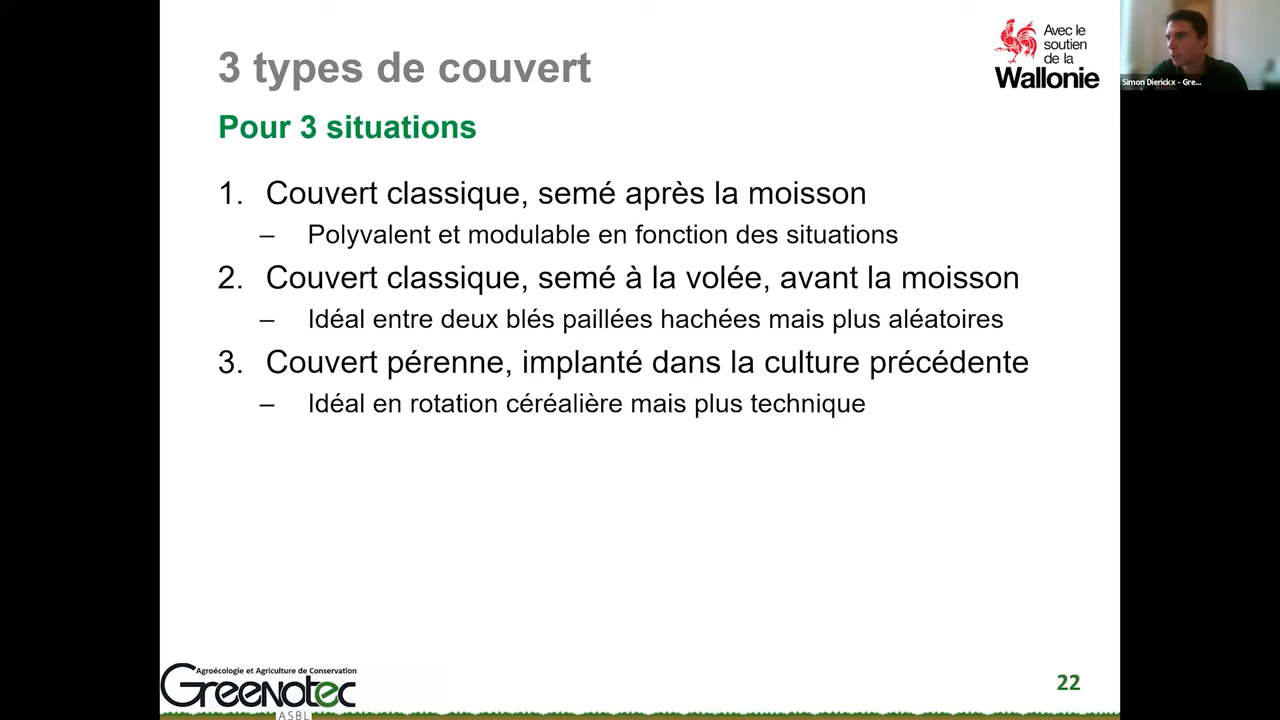 3 types de couvert
Avec le
soutien
de la
Wallonie
Simon Dierickx - Gre...
Pour 3 situations
1. Couvert classique, semé après la moisson
– Polyvalent et modulable en fonction des situations
2. Couvert classique, semé à la volée, avant la moisson
– Idéal entre deux blés paillées hachées mais plus aléatoires
3. Couvert pérenne, implanté dans la culture précédente
– Idéal en rotation céréalière mais plus technique
Agroécologie et Agriculture de Conservation
Greenotec
ASBL
22